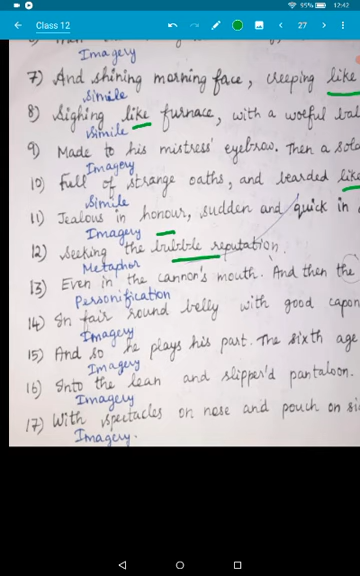 95% 12:42
Class 12
27
Imagery
7) And shining morning face, creeping like
Simile
8) Sighing like furnace, with a woeful bal
Simile
9) Made to his mistress' eyebrow. Then a sol
Imagery
10) Full of strange oaths, and bearded like
Simile
11) Jealous in honour, sudden and quick in
Imagery
12) Seeking the bubble reputation.
Metaphor
13) Even in the cannon's mouth. And then the
Personification
14) In fair round belly with good capon
Imagery
15) And so he plays his part. The sixth age
Imagery
16) Into the lean and slipper'd pantaloon.
Imagery
17) With spectacles on nose and pouch on si
Imagery.